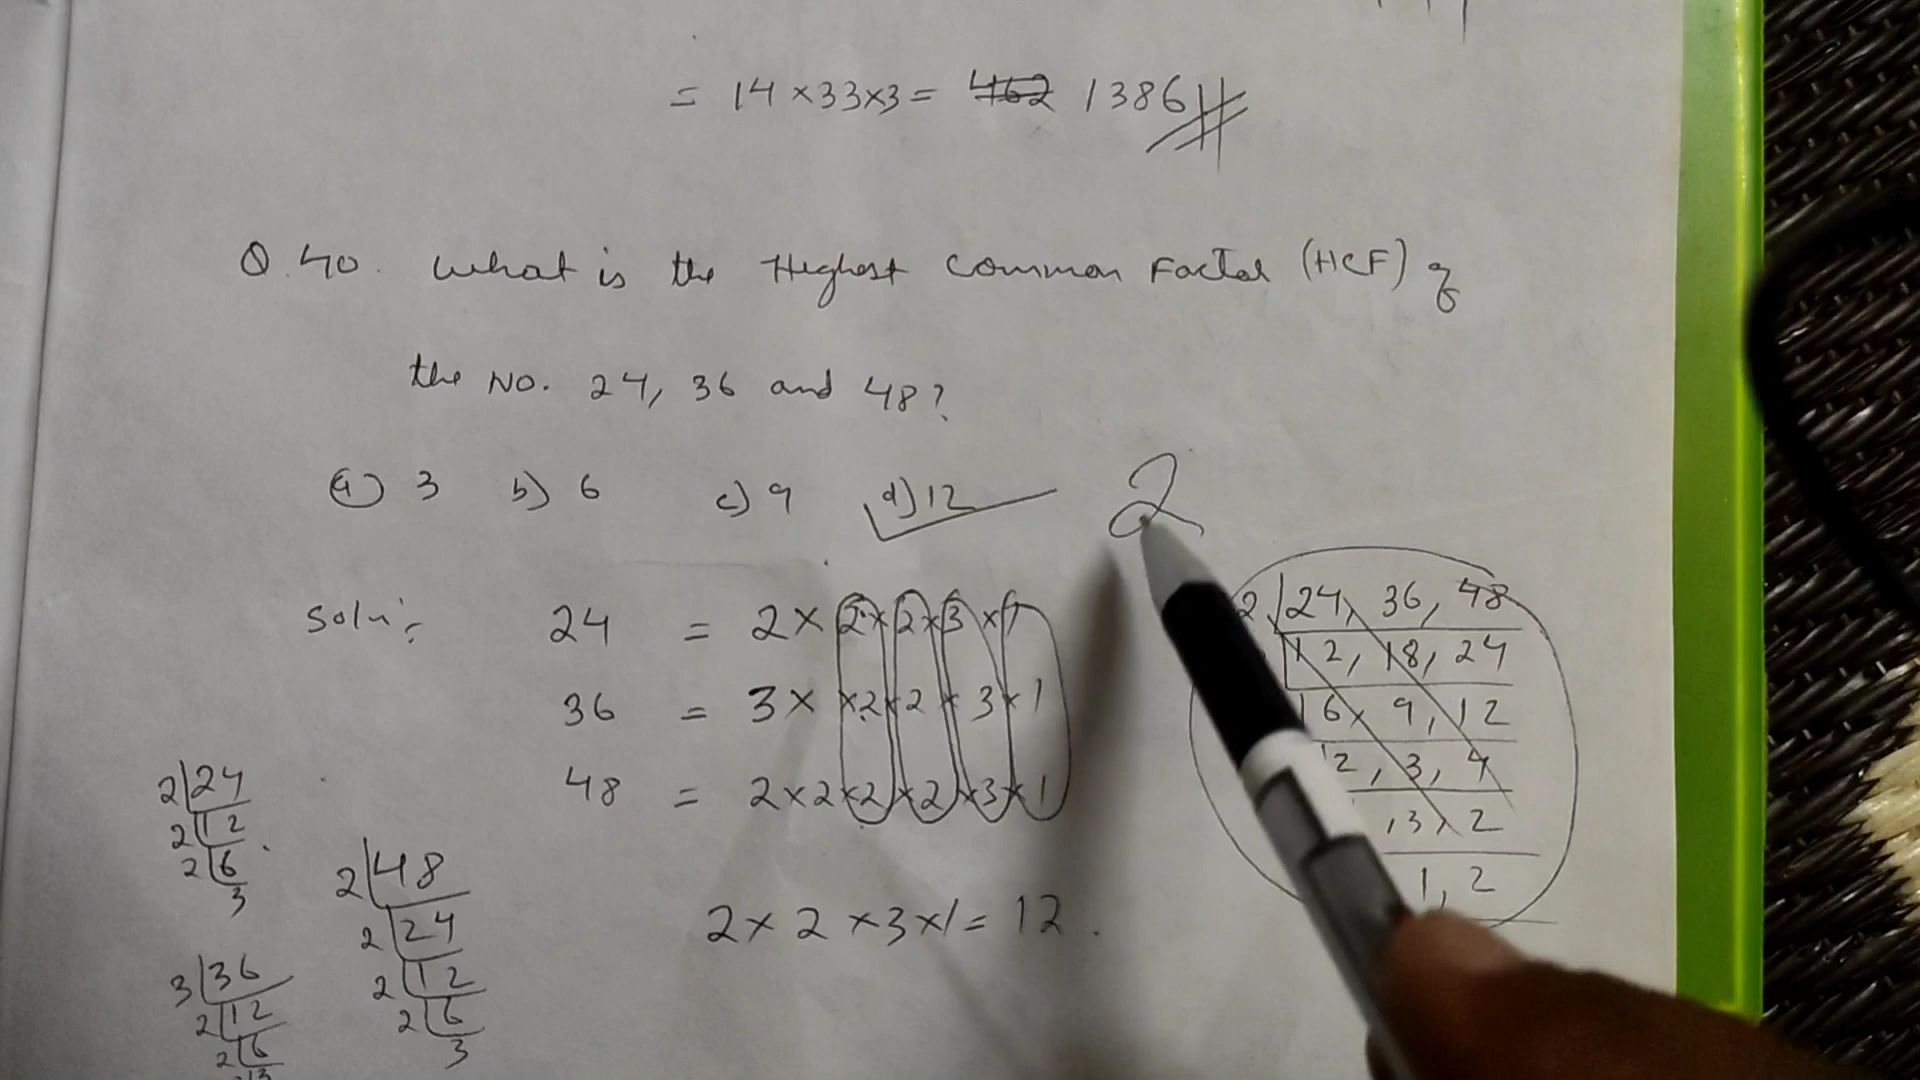 = 14 × 33 × 3 = 462 1386
Q.40. What is the Highest Common Factor (HCF) of
the No. 24, 36 and 48?
(a) 3 b) 6 c) 9 d) 12 2
Soln: 24 = 2 × 2 × 2 × 3 × 1
36 = 3 × × 2 × 2 × 3 × 1
48 = 2 × 2 × 2 × 2 × 3 × 1
2 × 2 × 3 × 1 = 12.
2 24, 36, 48
12, 18, 24
6, 9, 12
2, 3, 4
, 3, 2
1, 2
2 24
2 12
2 6
3
2 48
2 24
2 12
2 6
3
3 36
2 12
2 6
3